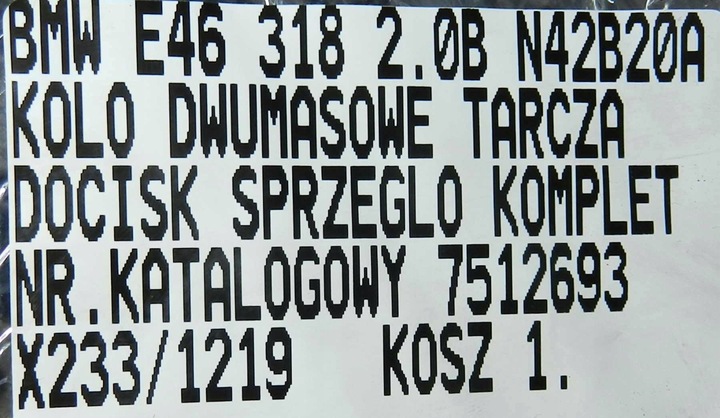 BMW E46 318 2.0B N42B20A
KOLO DWUMASOWE TARCZA
DOCISK SPRZEGLO KOMPLET
NR.KATALOGOWY 7512693
X233/1219 KOSZ 1.